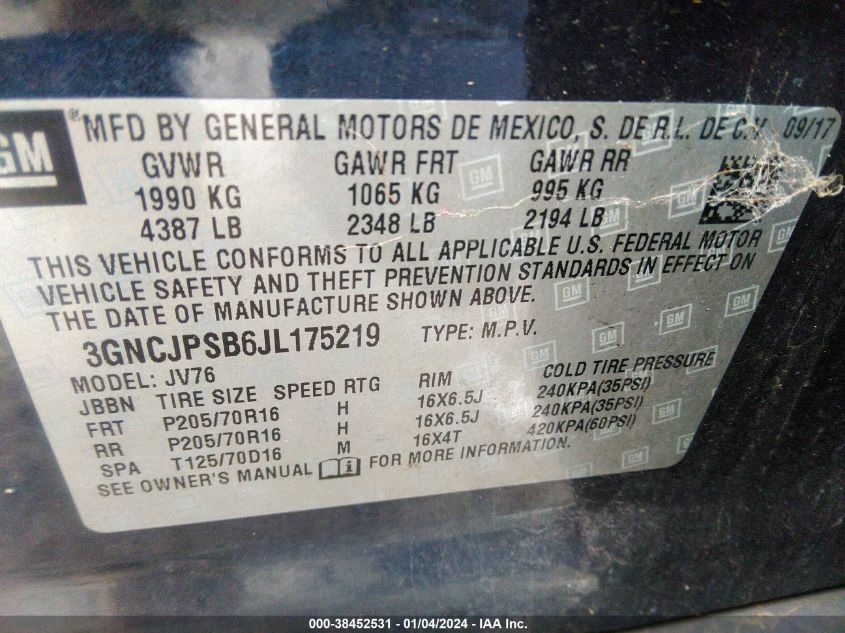 GM ® MFD BY GENERAL MOTORS DE MEXICO, S. DE R.L. DE C.V. 09/17
GVWR GAWR FRT GAWR RR
1990 KG 1065 KG 995 KG
4387 LB 2348 LB 2194 LB
THIS VEHICLE CONFORMS TO ALL APPLICABLE U.S. FEDERAL MOTOR
VEHICLE SAFETY AND THEFT PREVENTION STANDARDS IN EFFECT ON
THE DATE OF MANUFACTURE SHOWN ABOVE.
3GNCJPSB6JL175219 TYPE: M.P.V.
MODEL: JV76
JBBN TIRE SIZE SPEED RTG RIM COLD TIRE PRESSURE
FRT P205/70R16 H 16X6.5J 240KPA(35PSI)
RR P205/70R16 H 16X6.5J 240KPA(35PSI)
SPA T125/70D16 M 16X4T 420KPA(60PSI)
SEE OWNER'S MANUAL FOR MORE INFORMATION.
000-38452531 - 01/04/2024 - IAA Inc.